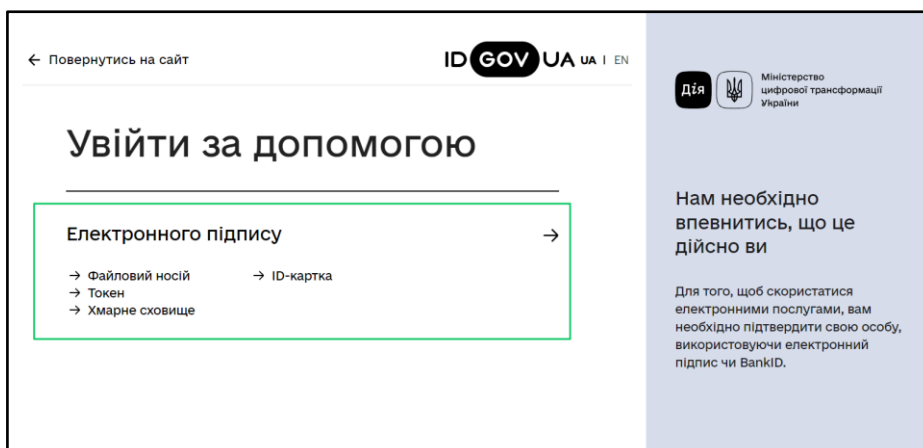 ← Повернутись на сайт
ID GOV UA UA | EN
Увійти за допомогою
Електронного підпису →
→ Файловий носій
→ Токен
→ Хмарне сховище
→ ID-картка
Дія
Міністерство
цифрової трансформації
України
Нам необхідно
впевнитись, що це
дійсно ви
Для того, щоб скористатися
електронними послугами, вам
необхідно підтвердити свою особу,
використовуючи електронний
підпис чи BankID.